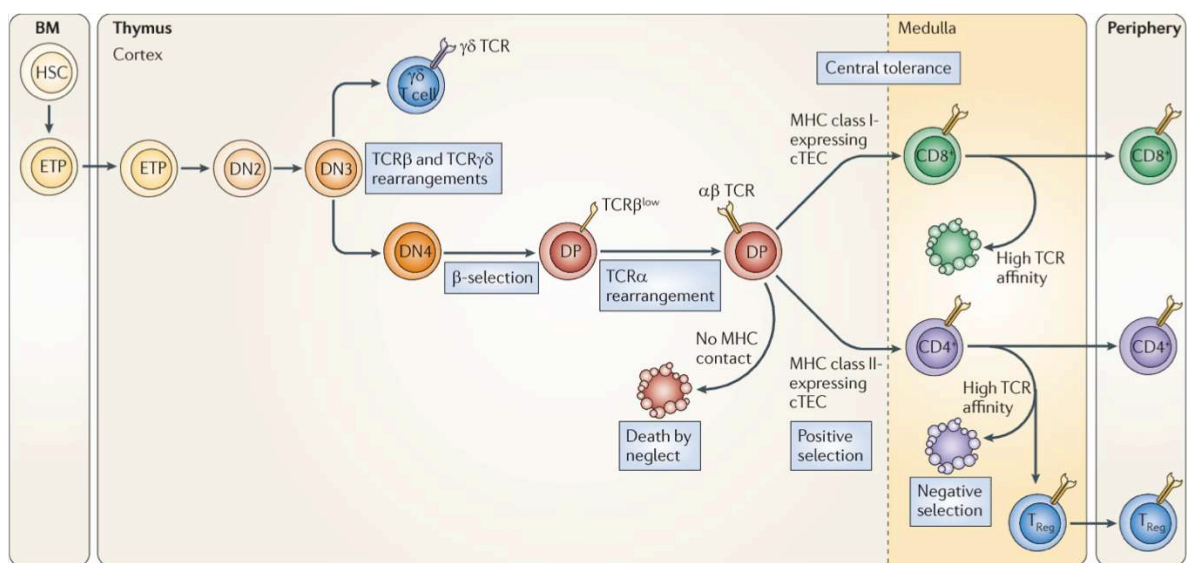 BM
HSC
ETP
Thymus
Cortex
ETP
DN2
DN3
γδ
T cell
γδ TCR
TCRβ and TCRγδ
rearrangements
DN4
β-selection
DP
TCRβlow
TCRα
rearrangement
αβ TCR
DP
No MHC
contact
Death by
neglect
MHC class I-
expressing
cTEC
MHC class II-
expressing
cTEC
Positive
selection
Central tolerance
Medulla
CD8+
High TCR
affinity
CD4+
High TCR
affinity
Negative
selection
TReg
Periphery
CD8+
CD4+
TReg